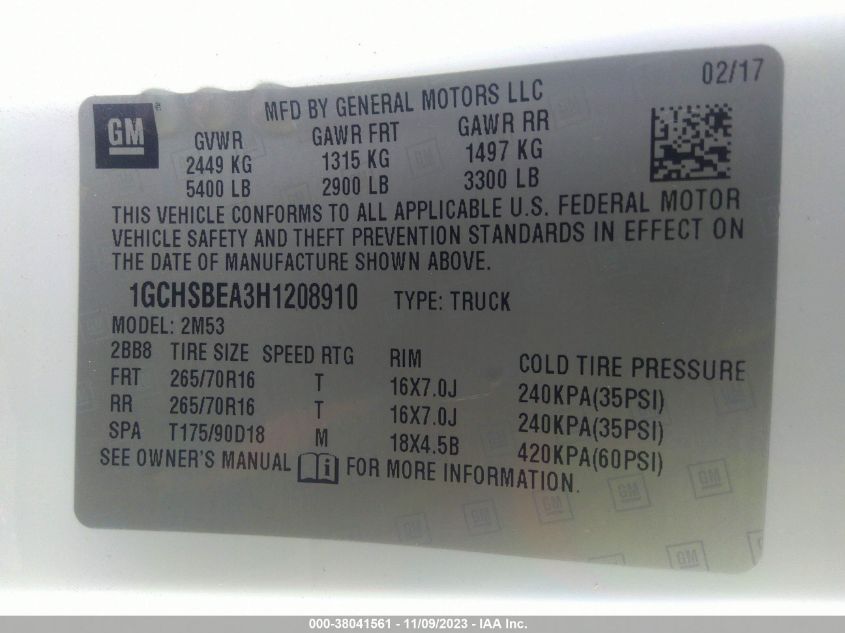 02/17
MFD BY GENERAL MOTORS LLC
GM
GVWR GAWR FRT GAWR RR
2449 KG 1315 KG 1497 KG
5400 LB 2900 LB 3300 LB
THIS VEHICLE CONFORMS TO ALL APPLICABLE U.S. FEDERAL MOTOR
VEHICLE SAFETY AND THEFT PREVENTION STANDARDS IN EFFECT ON
THE DATE OF MANUFACTURE SHOWN ABOVE.
1GCHSBEA3H1208910 TYPE: TRUCK
MODEL: 2M53
2BB8 TIRE SIZE SPEED RTG RIM COLD TIRE PRESSURE
FRT 265/70R16 T 16X7.0J 240KPA(35PSI)
RR 265/70R16 T 16X7.0J 240KPA(35PSI)
SPA T175/90D18 M 18X4.5B 420KPA(60PSI)
SEE OWNER'S MANUAL i FOR MORE INFORMATION.
000-38041561 - 11/09/2023 - IAA Inc.